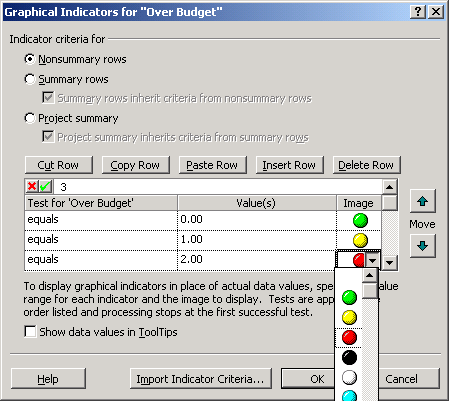 Graphical Indicators for "Over Budget"
Indicator criteria for
Nonsummary rows
Summary rows
Summary rows inherit criteria from nonsummary rows
Project summary
Project summary inherits criteria from summary rows
Cut Row Copy Row Paste Row Insert Row Delete Row
3
Test for 'Over Budget' Value(s) Image
equals 0.00
Move
equals 1.00
equals 2.00
To display graphical indicators in place of actual data values, spe alue
range for each indicator and the image to display. Tests are app e
order listed and processing stops at the first successful test.
Show data values in ToolTips
Help Import Indicator Criteria... OK Cancel